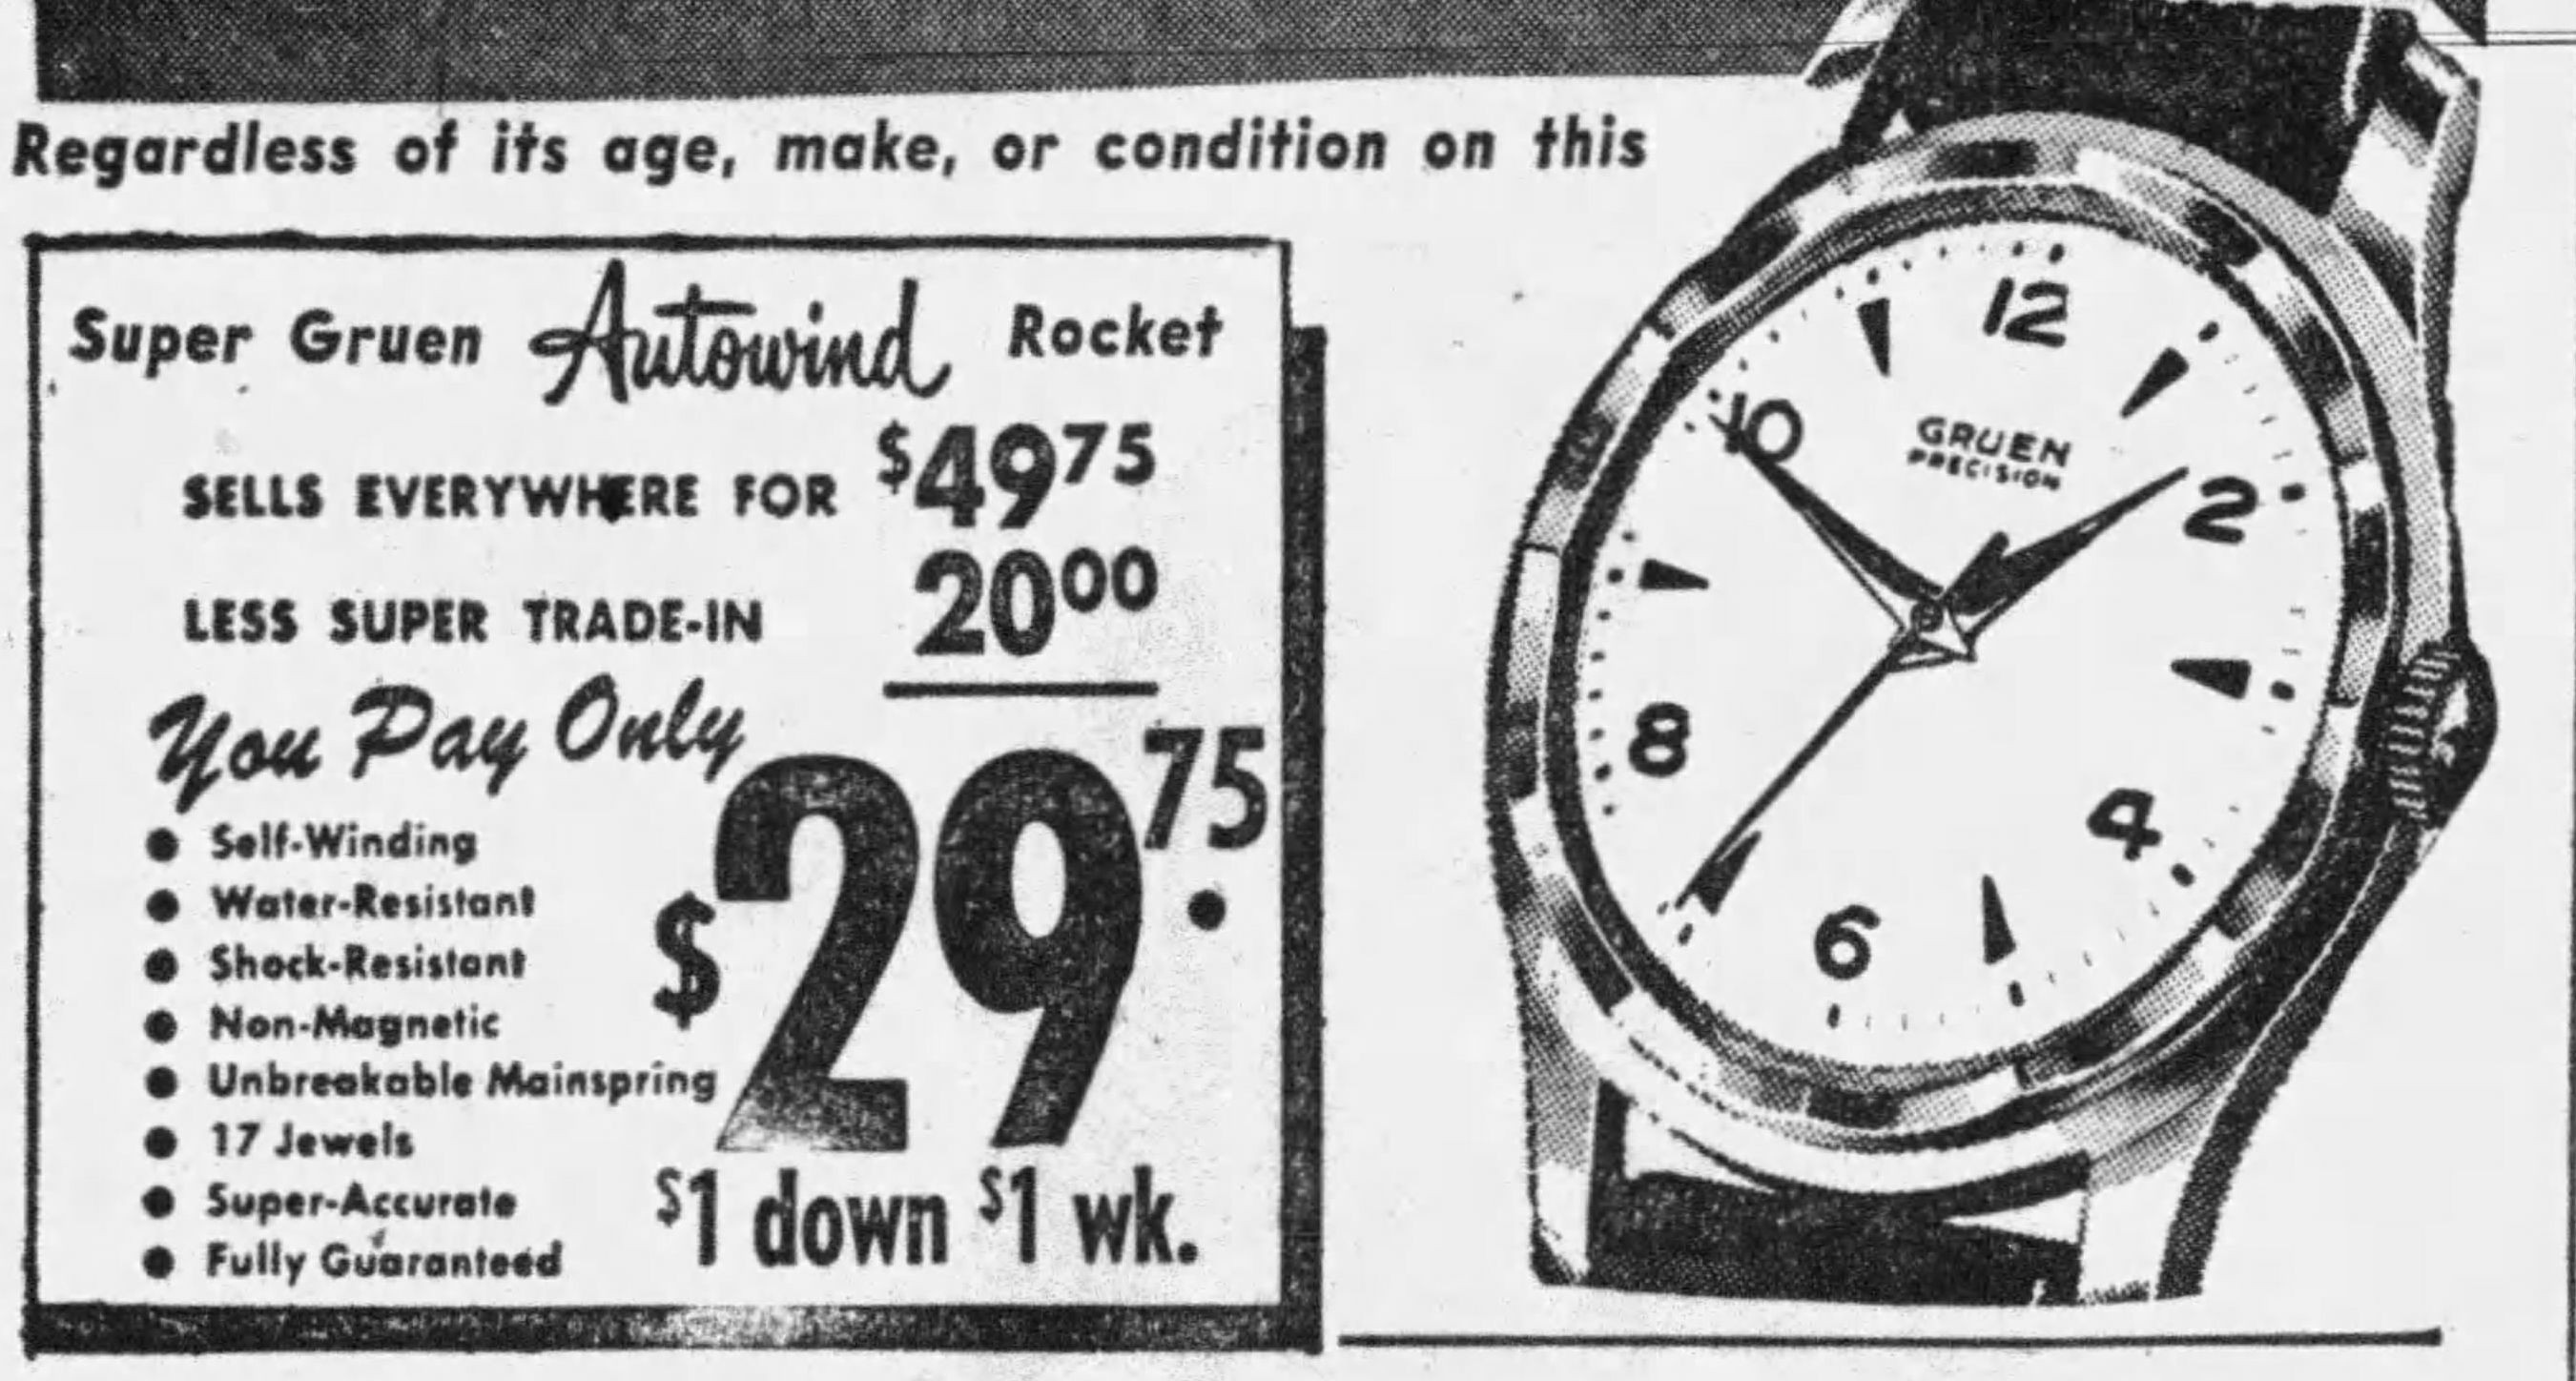 Regardless of its age, make, or condition on this
Super Gruen Autowind Rocket
SELLS EVERYWHERE FOR $49 75
LESS SUPER TRADE-IN 20 00
You Pay Only
$29.75
• Self-Winding
• Water-Resistant
• Shock-Resistant
• Non-Magnetic
• Unbreakable Mainspring
• 17 Jewels
• Super-Accurate
• Fully Guaranteed
$1 down $1 wk.
12
10
GRUEN
PRECISION
2
8
4
6